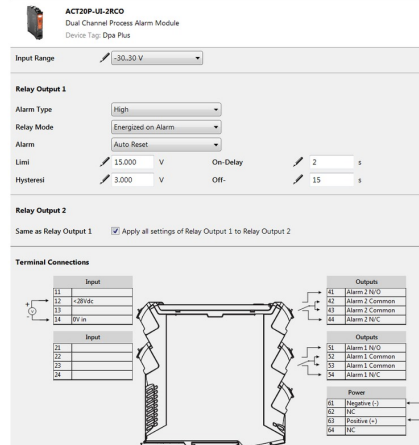 ACT20P-UI-2RCO
Dual Channel Process Alarm Module
Device Tag: Dpa Plus
Input Range -30..30 V
Relay Output 1
Alarm Type High
Relay Mode Energized on Alarm
Alarm Auto Reset
Limi 15.000 V On-Delay 2 s
Hysteresi 3.000 V Off- 15 s
Relay Output 2
Same as Relay Output 1 Apply all settings of Relay Output 1 to Relay Output 2
Terminal Connections
Input
11
12 <28Vdc
13
14 0V in
+
V
-
Input
21
22
23
24
Outputs
41 Alarm 2 N/O
42 Alarm 2 Common
43 Alarm 2 Common
44 Alarm 2 N/C
Outputs
51 Alarm 1 N/O
52 Alarm 1 Common
53 Alarm 1 Common
54 Alarm 1 N/C
Power
61 Negative (-)
62 NC
63 Positive (+)
64 NC